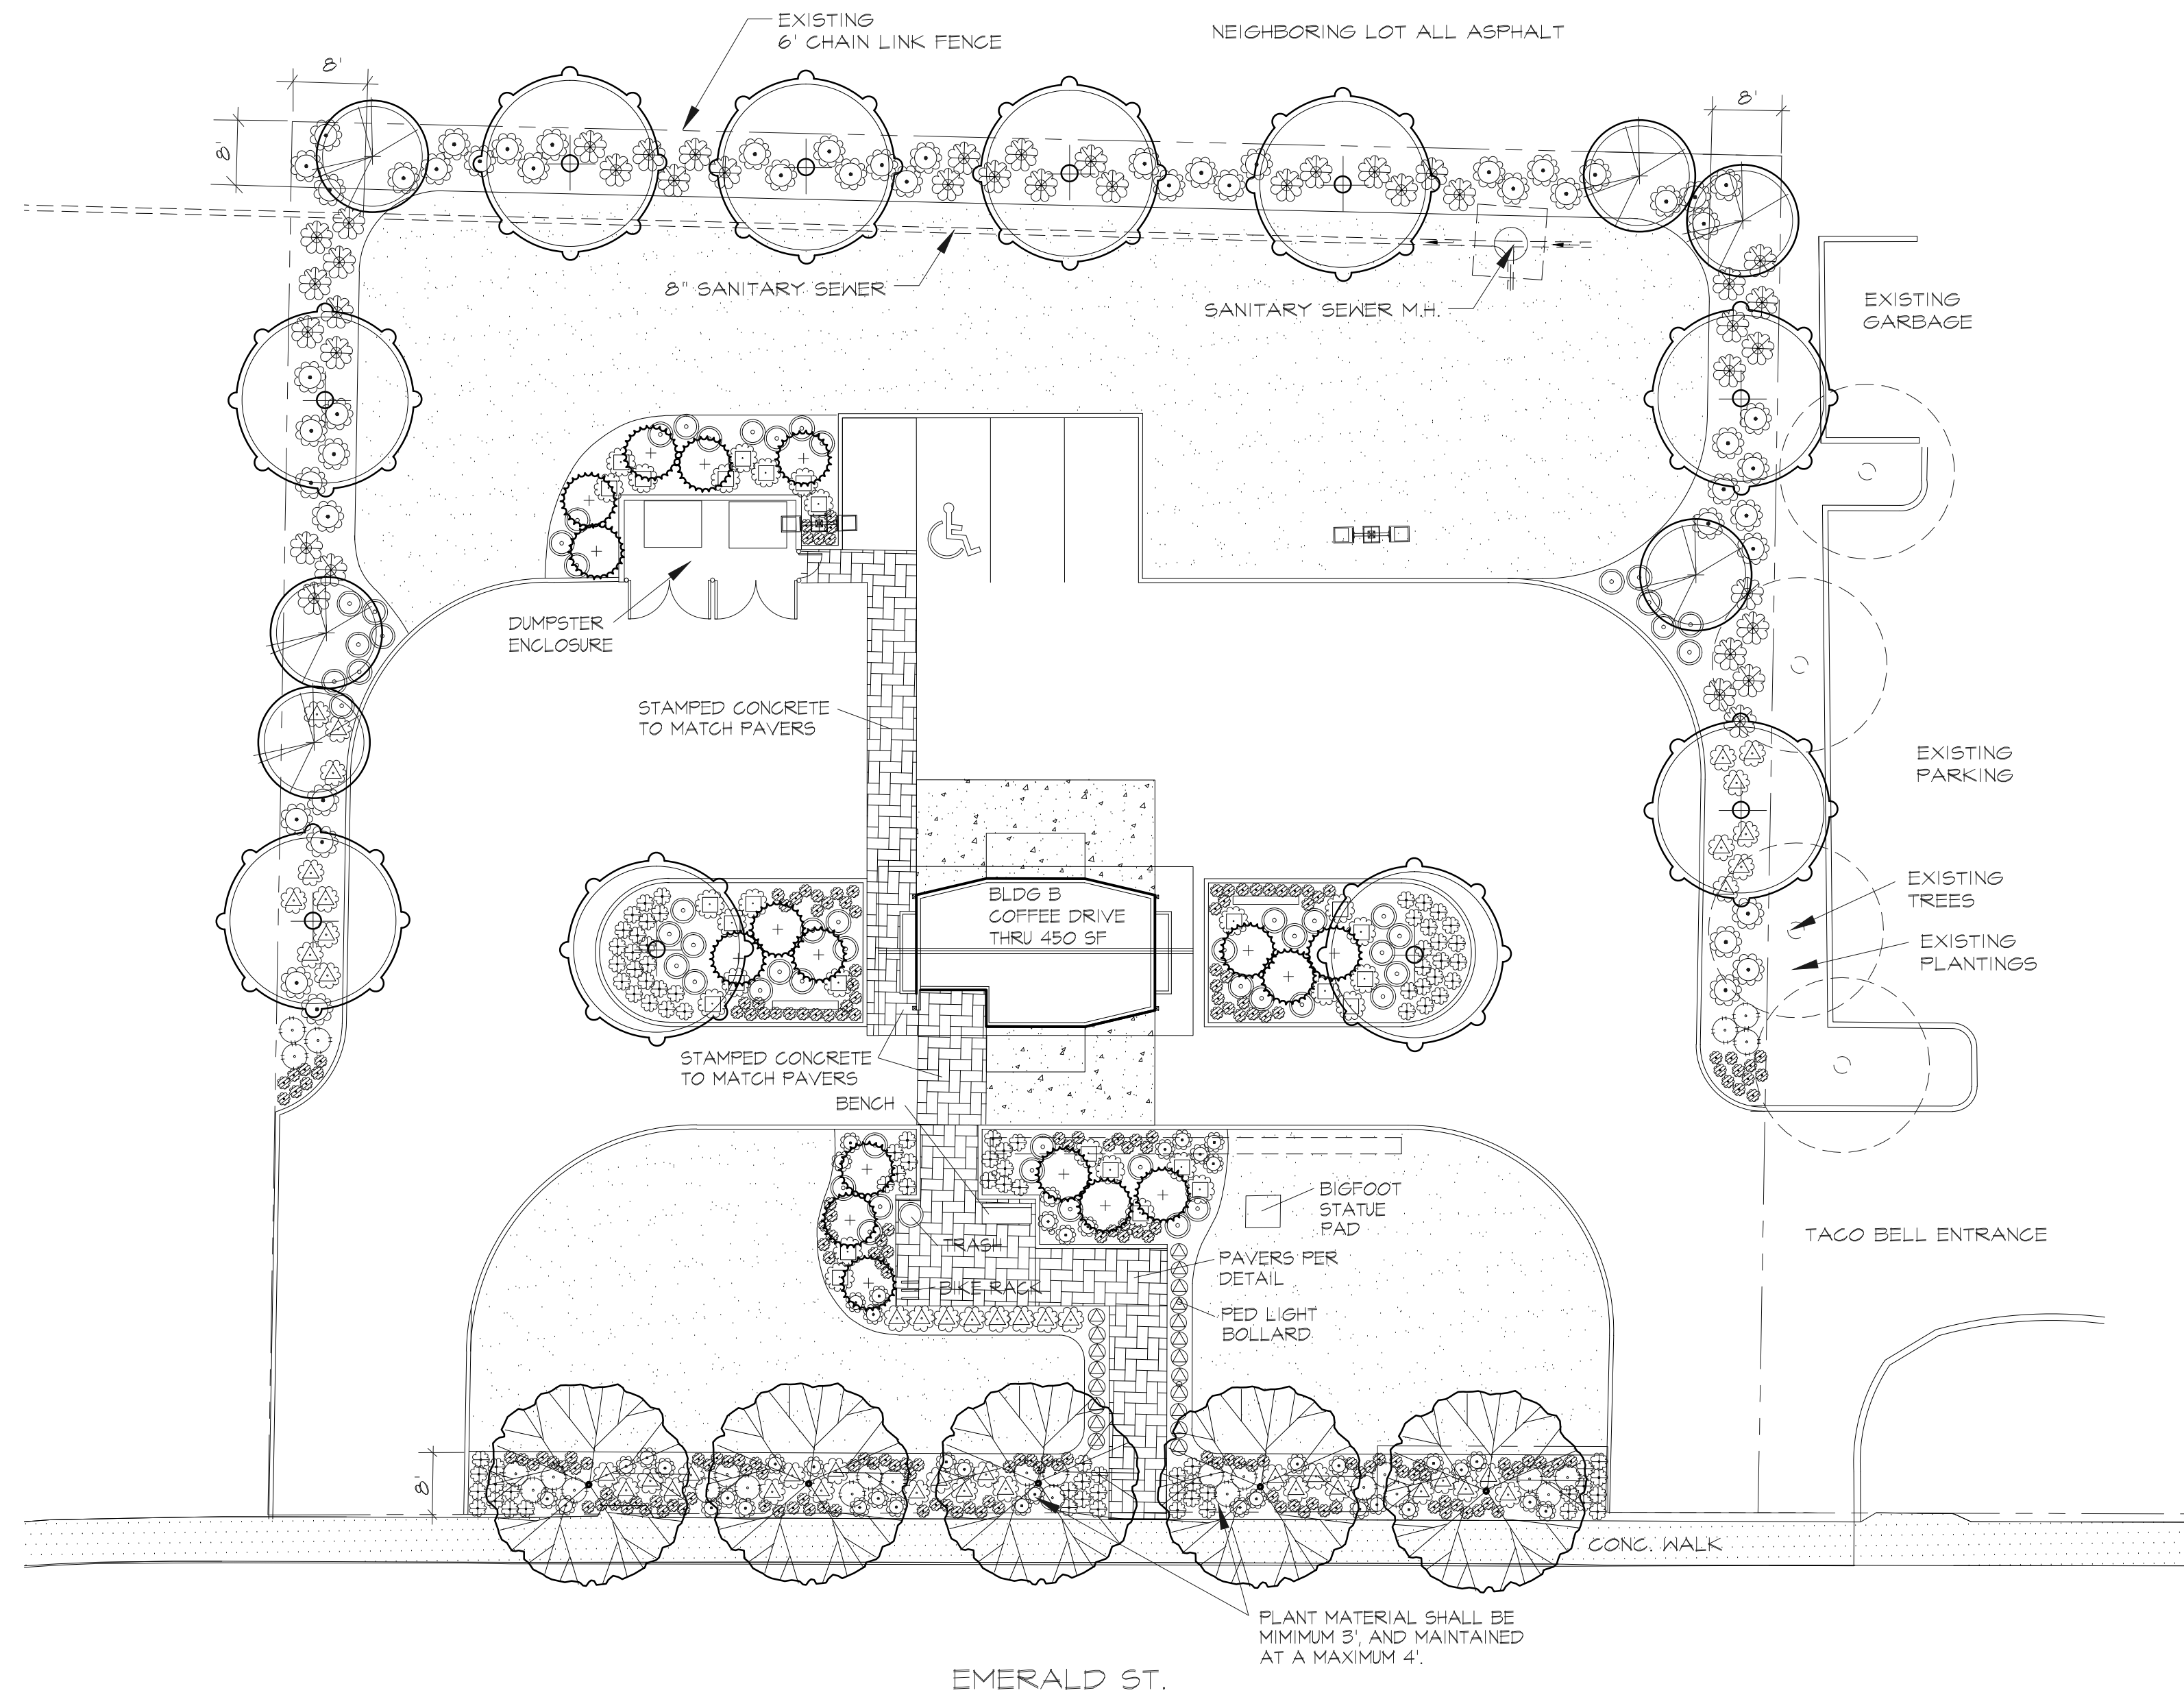 EXISTING
6' CHAIN LINK FENCE
NEIGHBORING LOT ALL ASPHALT
8'
8'
8'
8" SANITARY SEWER
SANITARY SEWER M.H.
EXISTING
GARBAGE
DUMPSTER
ENCLOSURE
STAMPED CONCRETE
TO MATCH PAVERS
EXISTING
PARKING
BLDG B
COFFEE DRIVE
THRU 450 SF
EXISTING
TREES
EXISTING
PLANTINGS
STAMPED CONCRETE
TO MATCH PAVERS
BENCH
BIGFOOT
STATUE
PAD
TRASH
TACO BELL ENTRANCE
PAVERS PER
DETAIL
BIKE RACK
PED LIGHT
BOLLARD
8'
CONC. WALK
PLANT MATERIAL SHALL BE
MIMIMUM 3', AND MAINTAINED
AT A MAXIMUM 4'.
EMERALD ST.